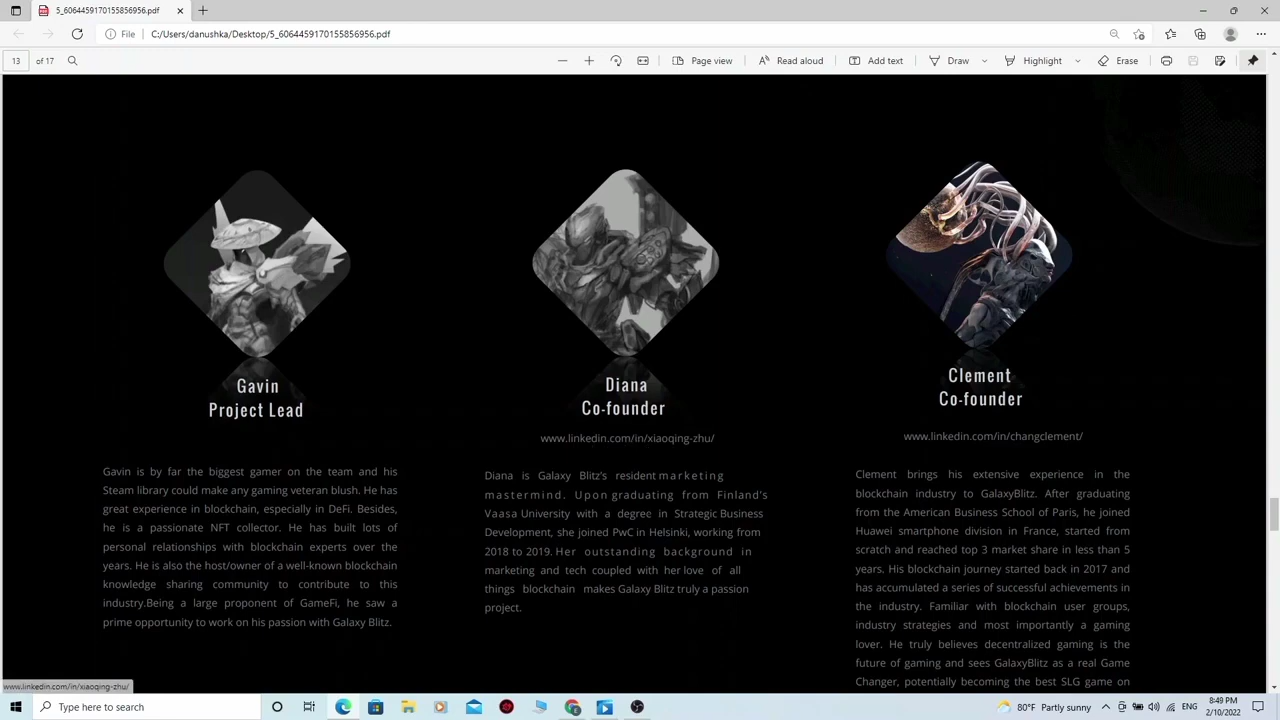 5_6064459170155856956.pdf
File C:/Users/danushka/Desktop/5_6064459170155856956.pdf
13 of 17 Page view Read aloud Add text Draw Highlight Erase
Gavin
Project Lead
Gavin is by far the biggest gamer on the team and his
Steam library could make any gaming veteran blush. He has
great experience in blockchain, especially in DeFi. Besides,
he is a passionate NFT collector. He has built lots of
personal relationships with blockchain experts over the
years. He is also the host/owner of a well-known blockchain
knowledge sharing community to contribute to this
industry.Being a large proponent of GameFi, he saw a
prime opportunity to work on his passion with Galaxy Blitz.
Diana
Co-founder
www.linkedin.com/in/xiaoqing-zhu/
Diana is Galaxy Blitz's resident marketing
mastermind. Upon graduating from Finland's
Vaasa University with a degree in Strategic Business
Development, she joined PwC in Helsinki, working from
2018 to 2019. Her outstanding background in
marketing and tech coupled with her love of all
things blockchain makes Galaxy Blitz truly a passion
project.
Clement
Co-founder
www.linkedin.com/in/changclement/
Clement brings his extensive experience in the
blockchain industry to GalaxyBlitz. After graduating
from the American Business School of Paris, he joined
Huawei smartphone division in France, started from
scratch and reached top 3 market share in less than 5
years. His blockchain journey started back in 2017 and
has accumulated a series of successful achievements in
the industry. Familiar with blockchain user groups,
industry strategies and most importantly a gaming
lover. He truly believes decentralized gaming is the
future of gaming and sees GalaxyBlitz as a real Game
Changer, potentially becoming the best SLG game on
www.linkedin.com/in/xiaoqing-zhu/
Type here to search
80°F Partly sunny
ENG
8:49 PM
2/10/2022